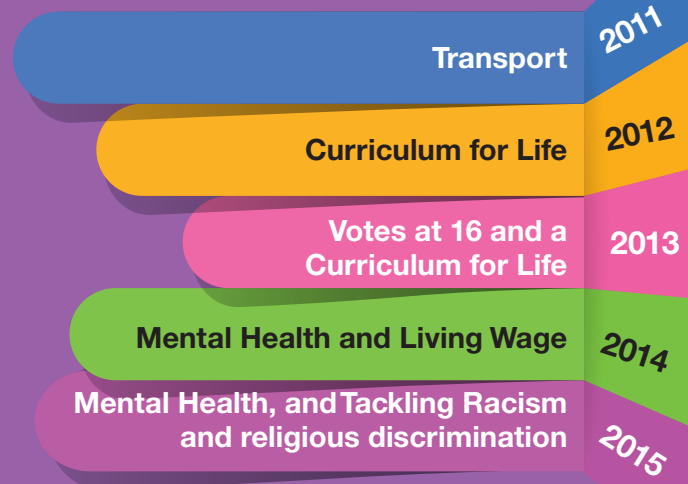 Transport
2011
Curriculum for Life
2012
Votes at 16 and a
Curriculum for Life
2013
Mental Health and Living Wage
2014
Mental Health, and Tackling Racism
and religious discrimination
2015